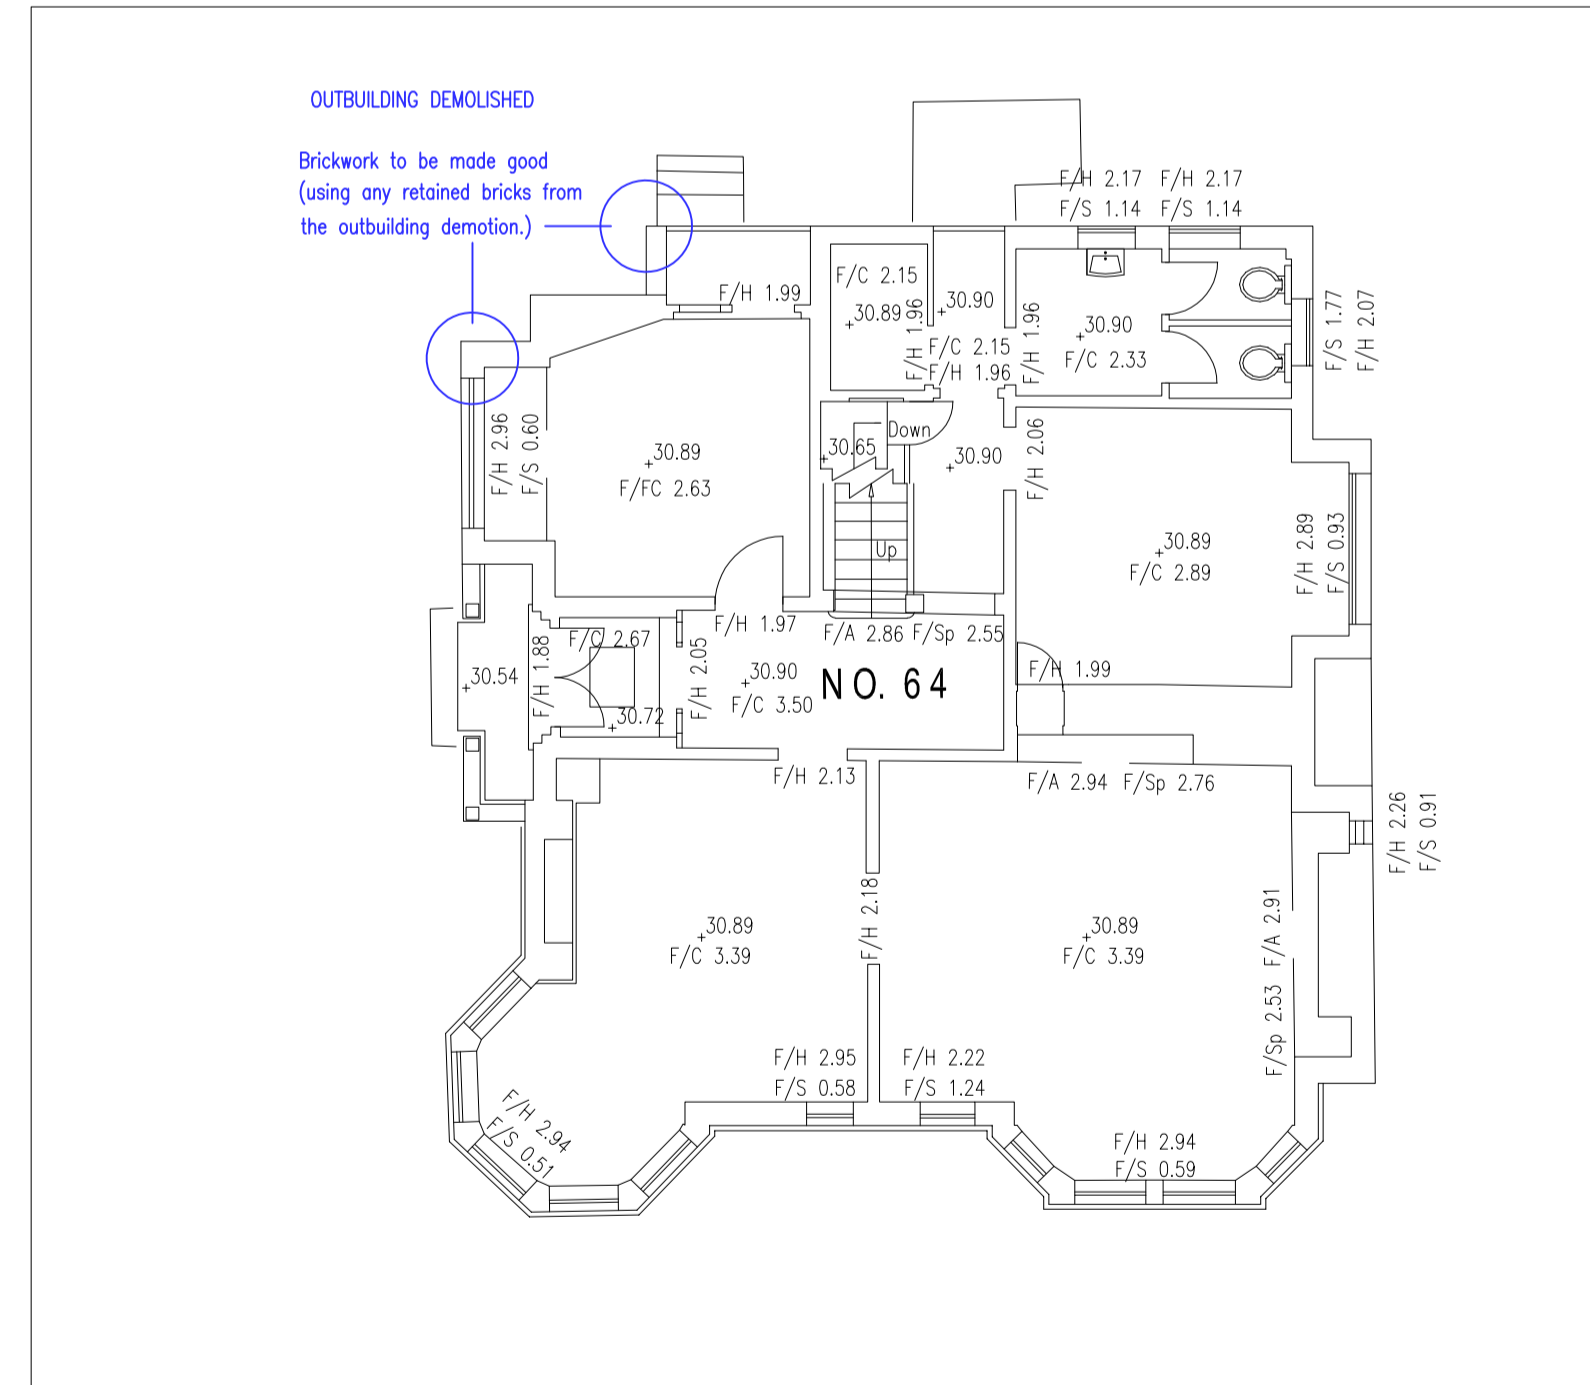 OUTBUILDING DEMOLISHED
Brickwork to be made good
(using any retained bricks from
the outbuilding demotion.)
F/H 2.17 F/H 2.17
F/S 1.14 F/S 1.14
F/C 2.15
30.89
F/H 1.96
F/H 1.99
30.90
F/C 2.15
F/H 1.96
F/H 1.96
30.90
F/C 2.33
F/S 1.77
F/H 2.07
F/H 2.96
F/S 0.60
30.89
F/FC 2.63
30.65
Down
30.90
F/H 2.06
Up
30.89
F/C 2.89
F/H 2.89
F/S 0.93
F/H 1.97
F/A 2.86 F/Sp 2.55
F/C 2.67
F/H 1.88
30.54
30.72
F/H 2.05
30.90
F/C 3.50
NO. 64
F/H 1.99
F/H 2.13
F/A 2.94 F/Sp 2.76
F/H 2.26
F/S 0.91
30.89
F/C 3.39
F/H 2.18
30.89
F/C 3.39
F/Sp 2.53 F/A 2.91
F/H 2.95
F/S 0.58
F/H 2.22
F/S 1.24
F/H 2.94
F/S 0.51
F/H 2.94
F/S 0.59